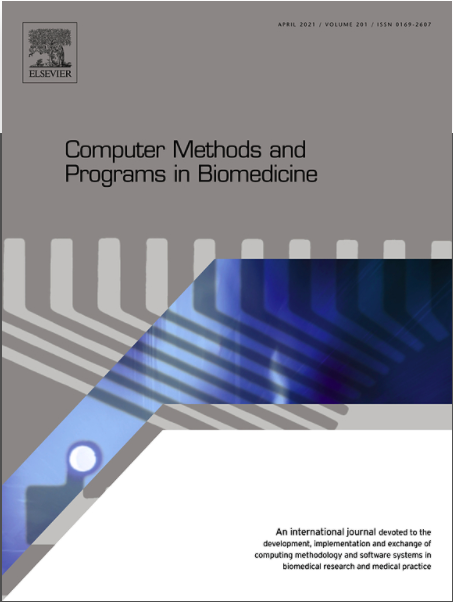 APRIL 2021 / VOLUME 201 / ISSN 0169-2607
ELSEVIER
Computer Methods and
Programs in Biomedicine
An international journal devoted to the
development, implementation and exchange of
computing methodology and software systems in
biomedical research and medical practice